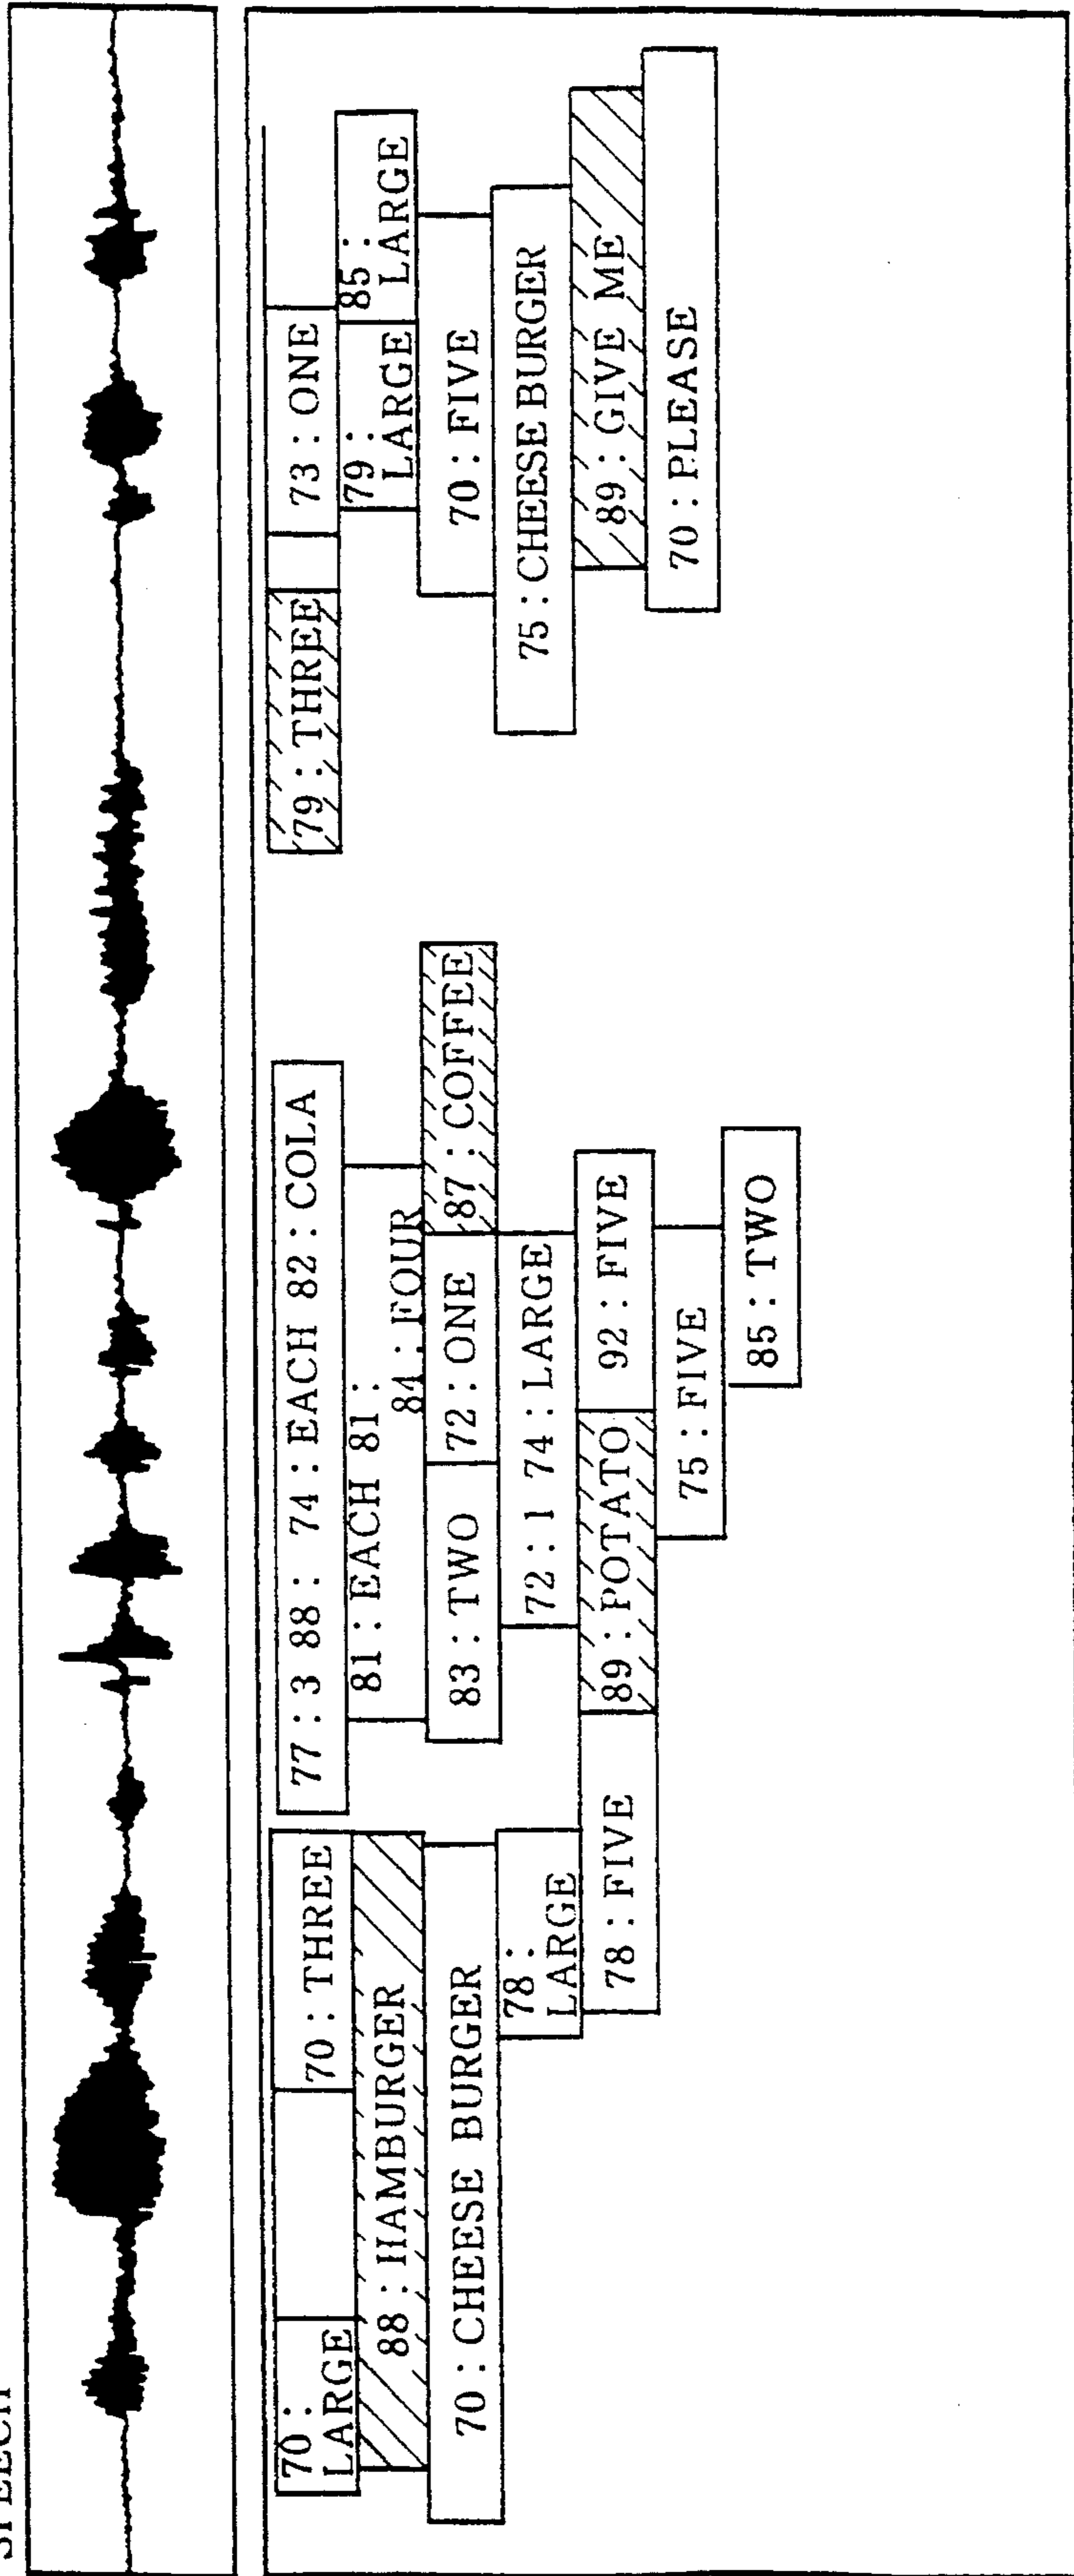 SPEECH
70 : LARGE
70 : THREE
88 : HAMBURGER
70 : CHEESE BURGER
78 : LARGE
78 : FIVE
77 : 3 88 : 74 : EACH 82 : COLA
81 : EACH 81 :
84 : FOUR
83 : TWO
72 : ONE
87 : COFFEE
72 : 1 74 : LARGE
89 : POTATO
92 : FIVE
75 : FIVE
85 : TWO
79 : THREE
73 : ONE
79 : LARGE
85 : LARGE
70 : FIVE
75 : CHEESE BURGER
89 : GIVE ME
70 : PLEASE